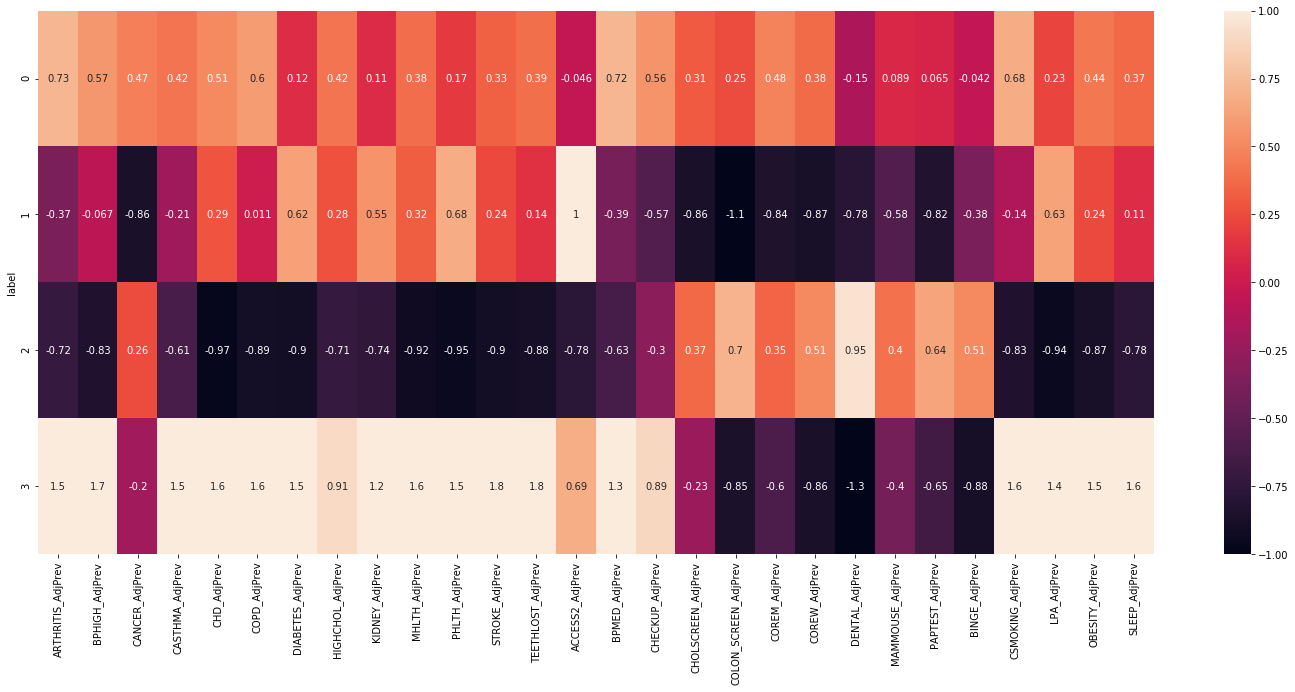 0 0.73 0.57 0.47 0.42 0.51 0.6 0.12 0.42 0.11 0.38 0.17 0.33 0.39 -0.046 0.72 0.56 0.31 0.25 0.48 0.38 -0.15 0.089 0.065 -0.042 0.68 0.23 0.44 0.37
1 -0.37 -0.067 -0.86 -0.21 0.29 0.011 0.62 0.28 0.55 0.32 0.68 0.24 0.14 1 -0.39 -0.57 -0.86 -1.1 -0.84 -0.87 -0.78 -0.58 -0.82 -0.38 -0.14 0.63 0.24 0.11
label
2 -0.72 -0.83 0.26 -0.61 -0.97 -0.89 -0.9 -0.71 -0.74 -0.92 -0.95 -0.9 -0.88 -0.78 -0.63 -0.3 0.37 0.7 0.35 0.51 0.95 0.4 0.64 0.51 -0.83 -0.94 -0.87 -0.78
3 1.5 1.7 -0.2 1.5 1.6 1.6 1.5 0.91 1.2 1.6 1.5 1.8 1.8 0.69 1.3 0.89 -0.23 -0.85 -0.6 -0.86 -1.3 -0.4 -0.65 -0.88 1.6 1.4 1.5 1.6
ARTHRITIS_AdjPrev
BPHIGH_AdjPrev
CANCER_AdjPrev
CASTHMA_AdjPrev
CHD_AdjPrev
COPD_AdjPrev
DIABETES_AdjPrev
HIGHCHOL_AdjPrev
KIDNEY_AdjPrev
MHLTH_AdjPrev
PHLTH_AdjPrev
STROKE_AdjPrev
TEETHLOST_AdjPrev
ACCESS2_AdjPrev
BPMED_AdjPrev
CHECKUP_AdjPrev
CHOLSCREEN_AdjPrev
COLON_SCREEN_AdjPrev
COREM_AdjPrev
COREW_AdjPrev
DENTAL_AdjPrev
MAMMOUSE_AdjPrev
PAPTEST_AdjPrev
BINGE_AdjPrev
CSMOKING_AdjPrev
LPA_AdjPrev
OBESITY_AdjPrev
SLEEP_AdjPrev
1.00
0.75
0.50
0.25
0.00
−0.25
−0.50
−0.75
−1.00